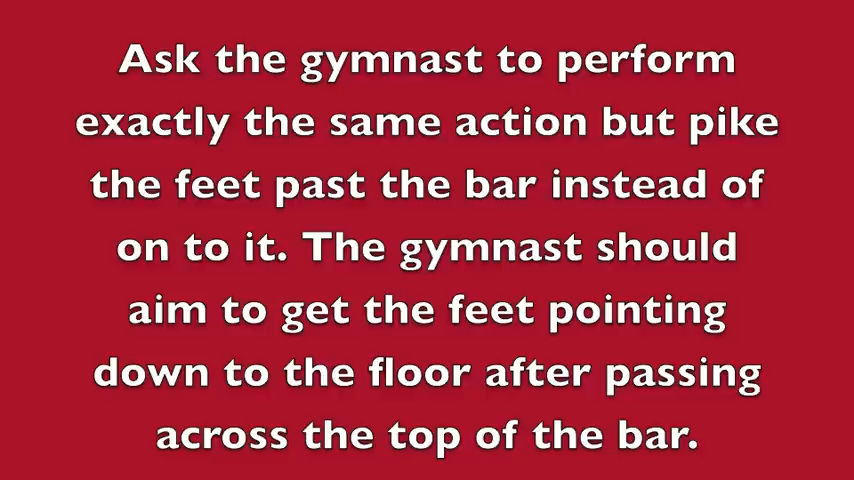 Ask the gymnast to perform
exactly the same action but pike
the feet past the bar instead of
on to it. The gymnast should
aim to get the feet pointing
down to the floor after passing
across the top of the bar.